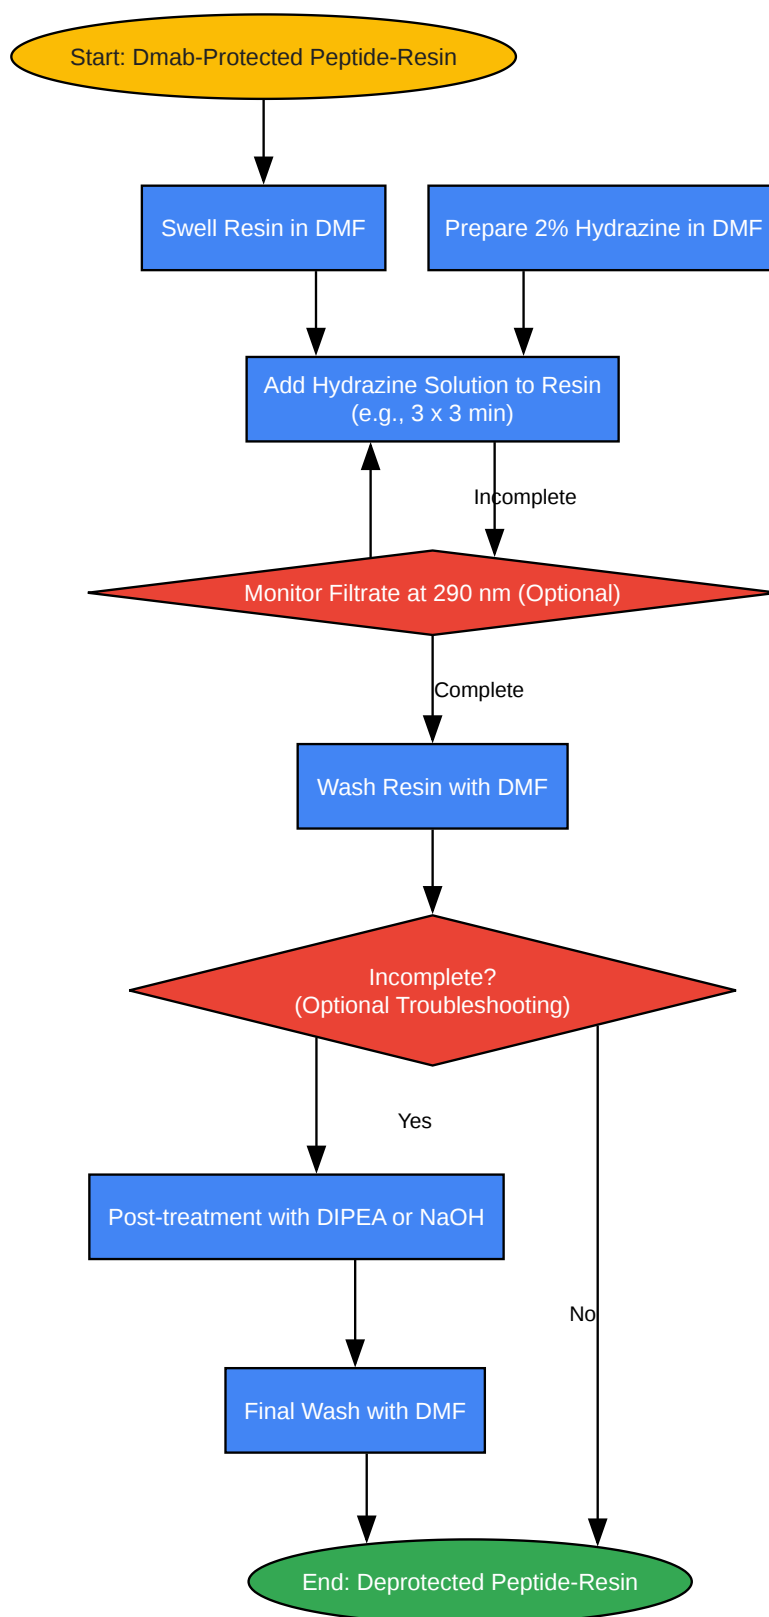 Start: Dmab-Protected Peptide-Resin
Swell Resin in DMF
Prepare 2% Hydrazine in DMF
Add Hydrazine Solution to Resin
(e.g., 3 x 3 min)
Incomplete
Monitor Filtrate at 290 nm (Optional)
Complete
Wash Resin with DMF
Incomplete?
(Optional Troubleshooting)
Yes
Post-treatment with DIPEA or NaOH
No
Final Wash with DMF
End: Deprotected Peptide-Resin